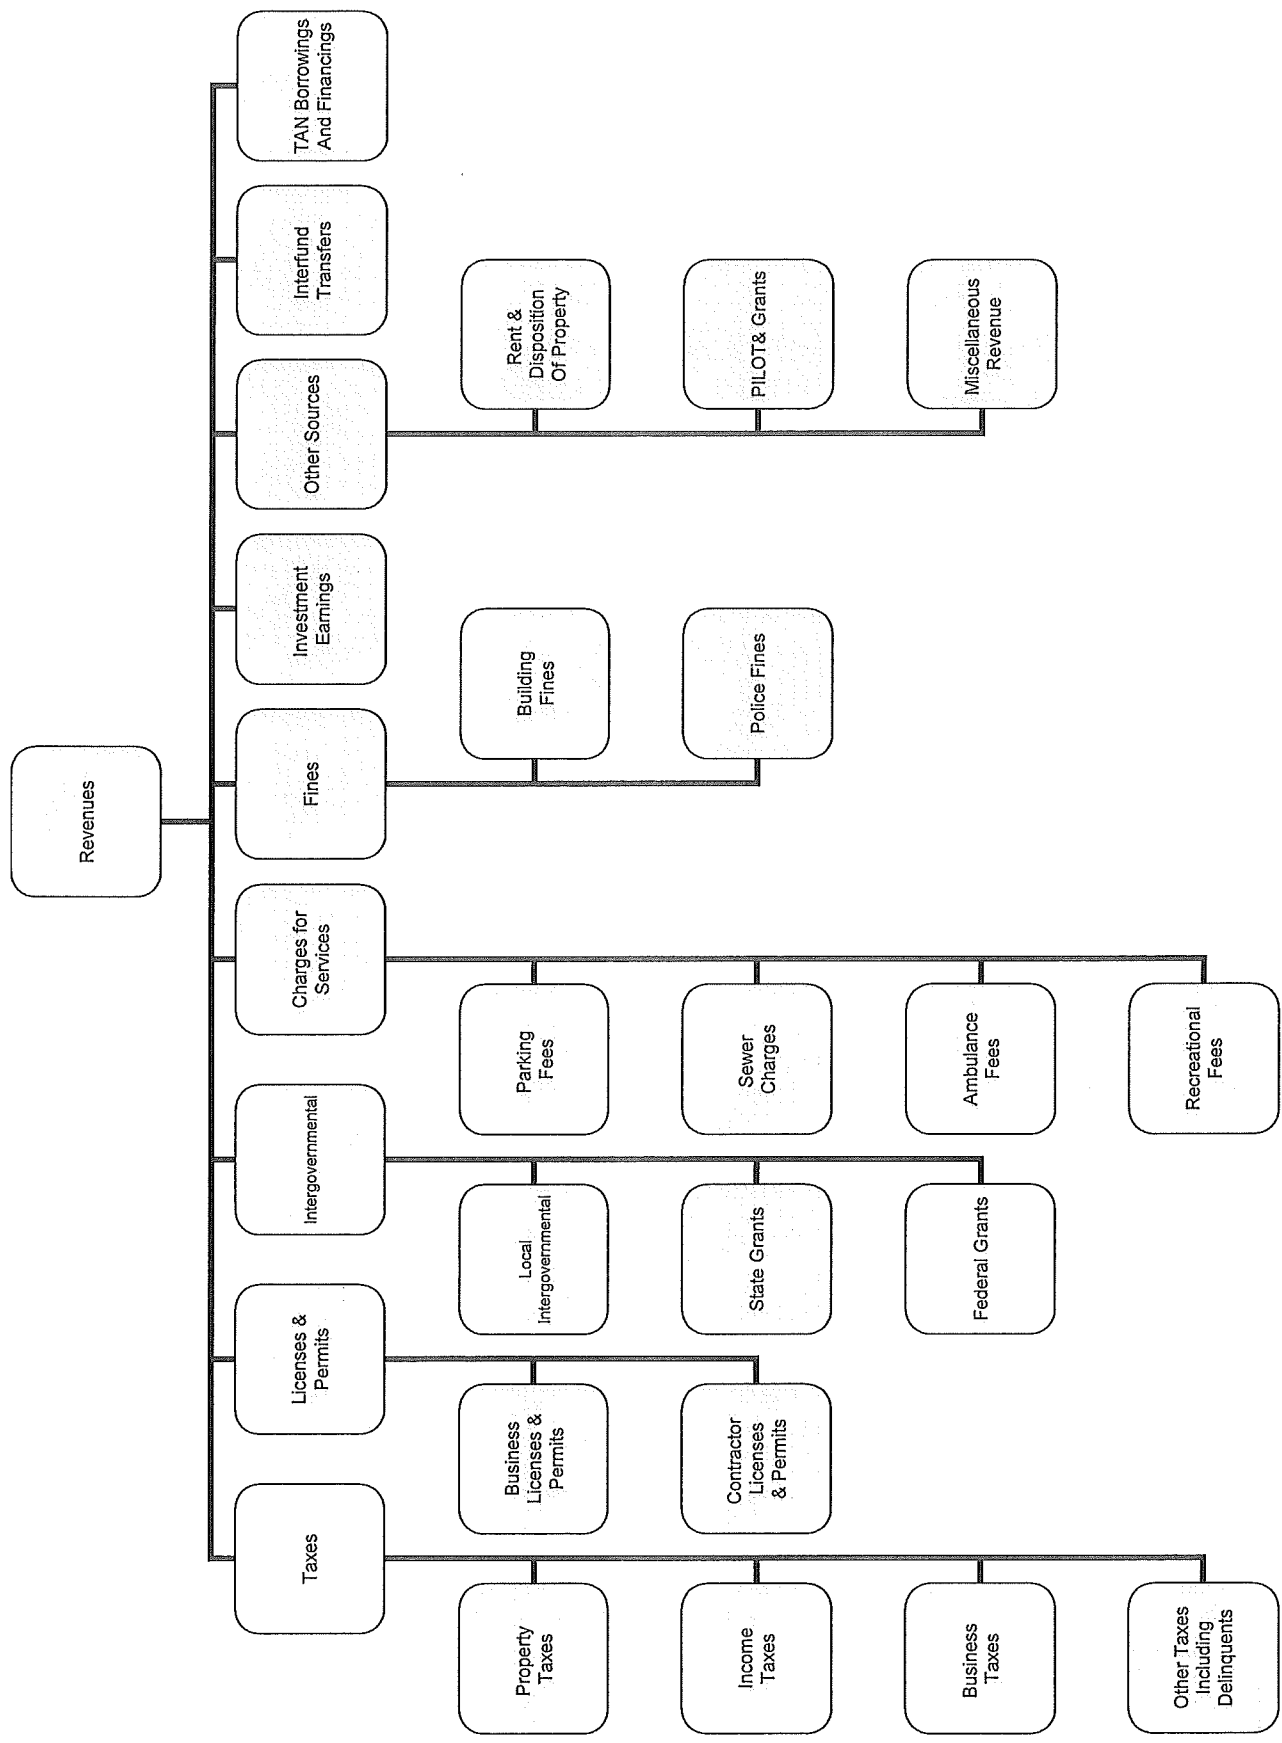 Revenues
Taxes
Licenses &
Permits
Intergovernmental
Charges for
Services
Fines
Investment
Earnings
Other Sources
Interfund
Transfers
TAN Borrowings
And Financings
Property
Taxes
Business
Licenses &
Permits
Local
Intergovernmental
Parking
Fees
Building
Fines
Rent &
Disposition
Of Property
Income
Taxes
Contractor
Licenses
& Permits
State Grants
Sewer
Charges
Police Fines
PILOT& Grants
Business
Taxes
Federal Grants
Ambulance
Fees
Miscellaneous
Revenue
Other Taxes
Including
Delinquents
Recreational
Fees